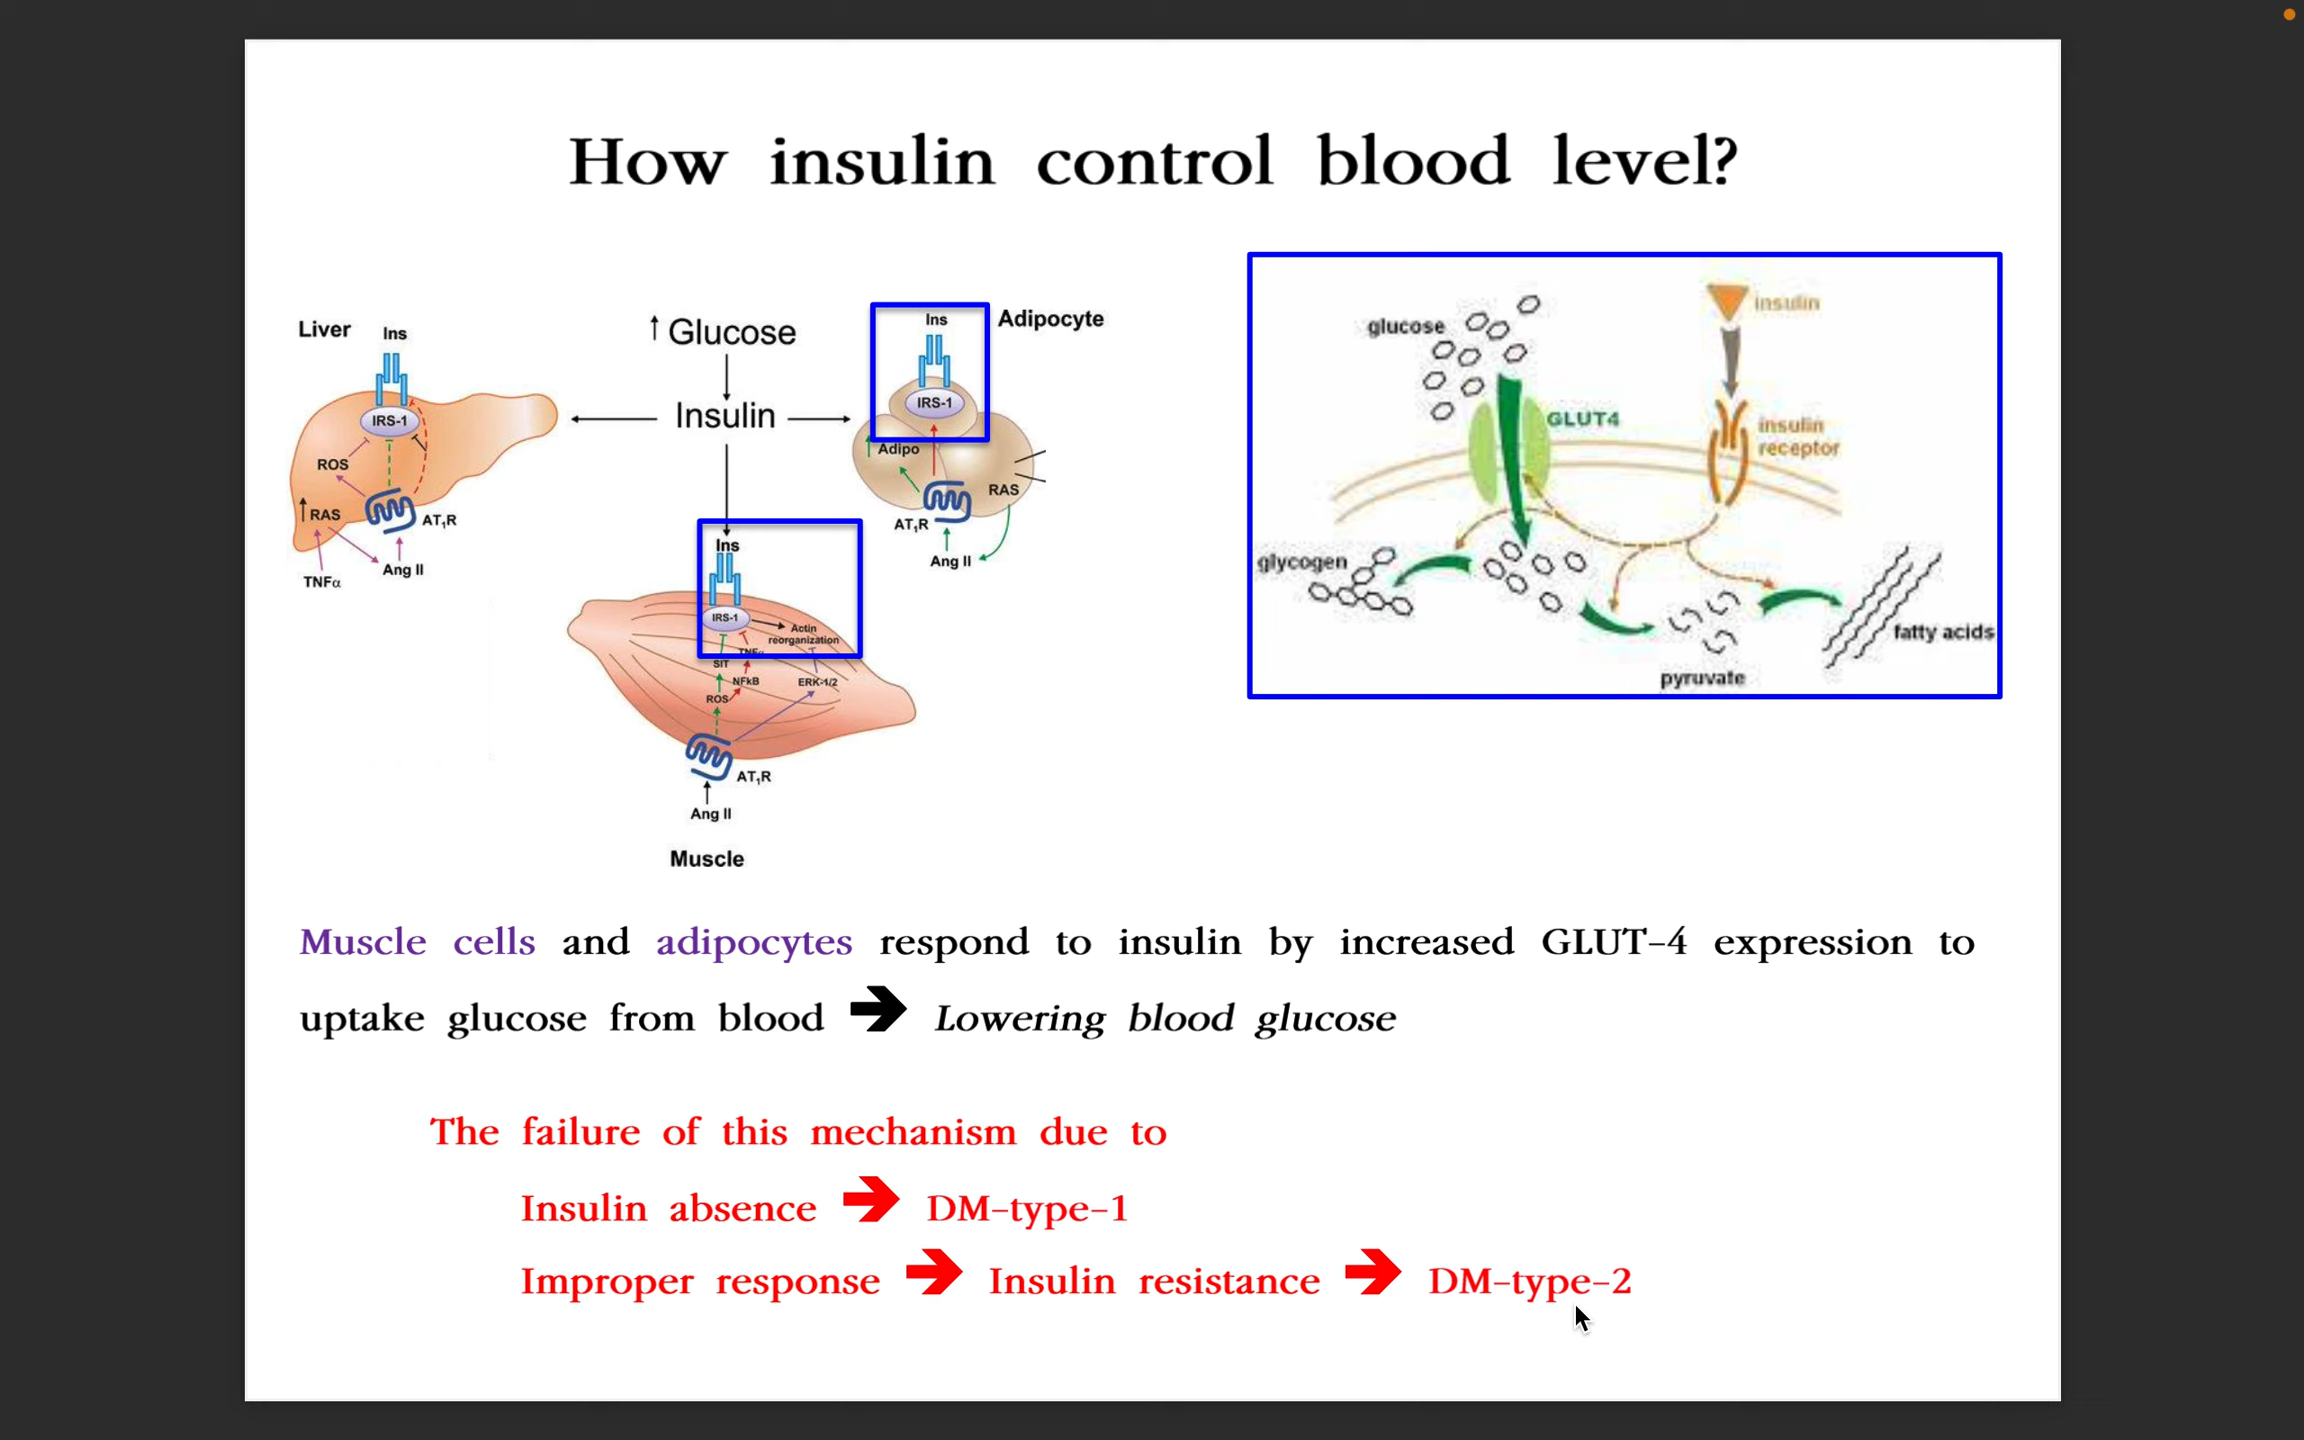 How insulin control blood level?
Liver
Ins
IRS-1
ROS
↑RAS
AT₁R
TNFα
Ang II
↑ Glucose
Insulin
Ins
Adipocyte
IRS-1
Adipo
RAS
AT₁R
Ang II
Ins
IRS-1
Actin
reorganization
TNFα
SIT
NFkB
ERK-1/2
ROS
AT₁R
Ang II
Muscle
glucose
insulin
GLUT4
insulin
receptor
glycogen
fatty acids
pyruvate
Muscle cells and adipocytes respond to insulin by increased GLUT-4 expression to
uptake glucose from blood ➔ Lowering blood glucose
The failure of this mechanism due to
Insulin absence ➔ DM-type-1
Improper response ➔ Insulin resistance ➔ DM-type-2